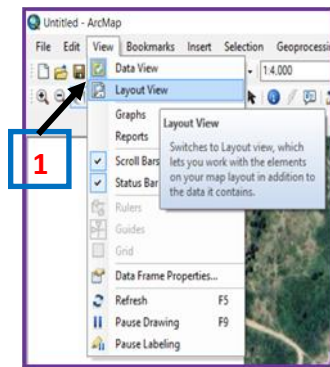 Untitled - ArcMap
File Edit View Bookmarks Insert Selection Geoprocessi
Data View
1:4,000
Layout View
Graphs
Reports
Layout View
Switches to Layout view, which
lets you work with the elements
on your map layout in addition to
the data it contains.
Scroll Bars
Status Bar
Rulers
Guides
Grid
Data Frame Properties...
Refresh F5
Pause Drawing F9
Pause Labeling
1